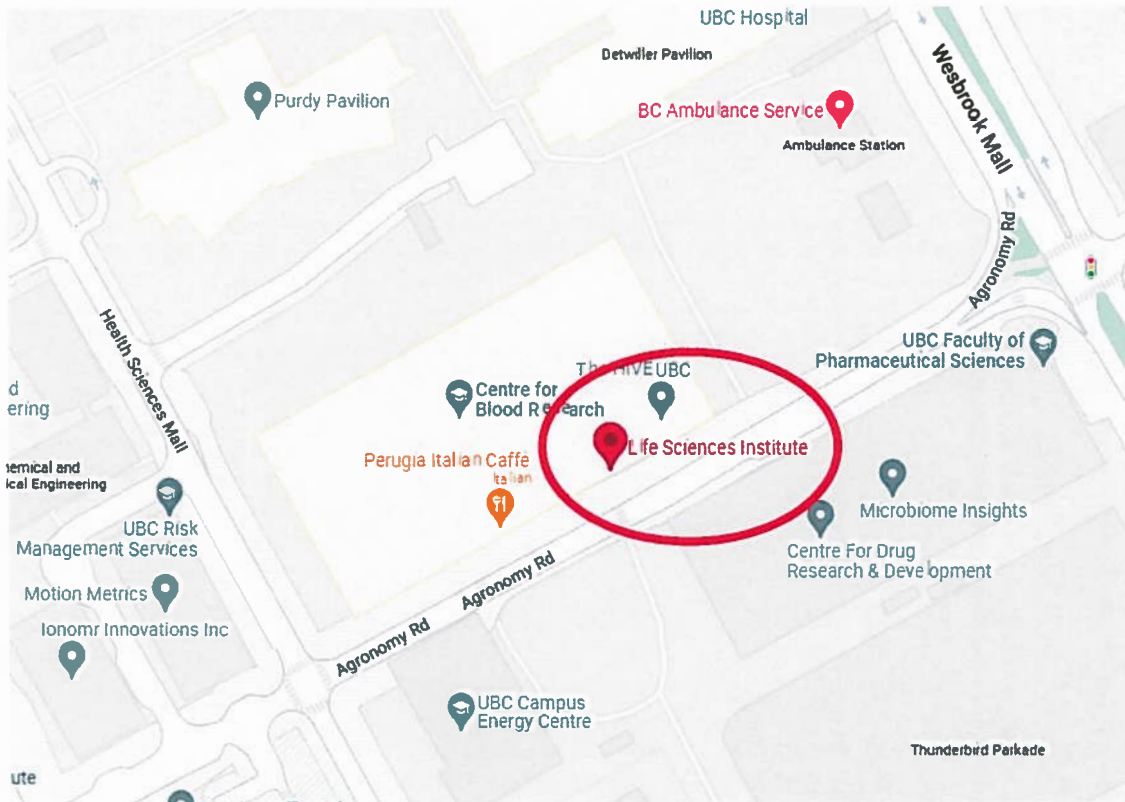 UBC Hospital
Detwiller Pavilion
Wesbrook Mall
Purdy Pavilion
BC Ambulance Service
Ambulance Station
Agronomy Rd
Health Sciences Mall
UBC Faculty of
Pharmaceutical Sciences
The HIVE UBC
Centre for
Blood Research
d
ering
Life Sciences Institute
Perugia Italian Caffè
Italian
hemical and
ical Engineering
Microbiome Insights
UBC Risk
Management Services
Centre For Drug
Research & Development
Agronomy Rd
Motion Metrics
Ionomr Innovations Inc
Agronomy Rd
UBC Campus
Energy Centre
Thunderbird Parkade
ute